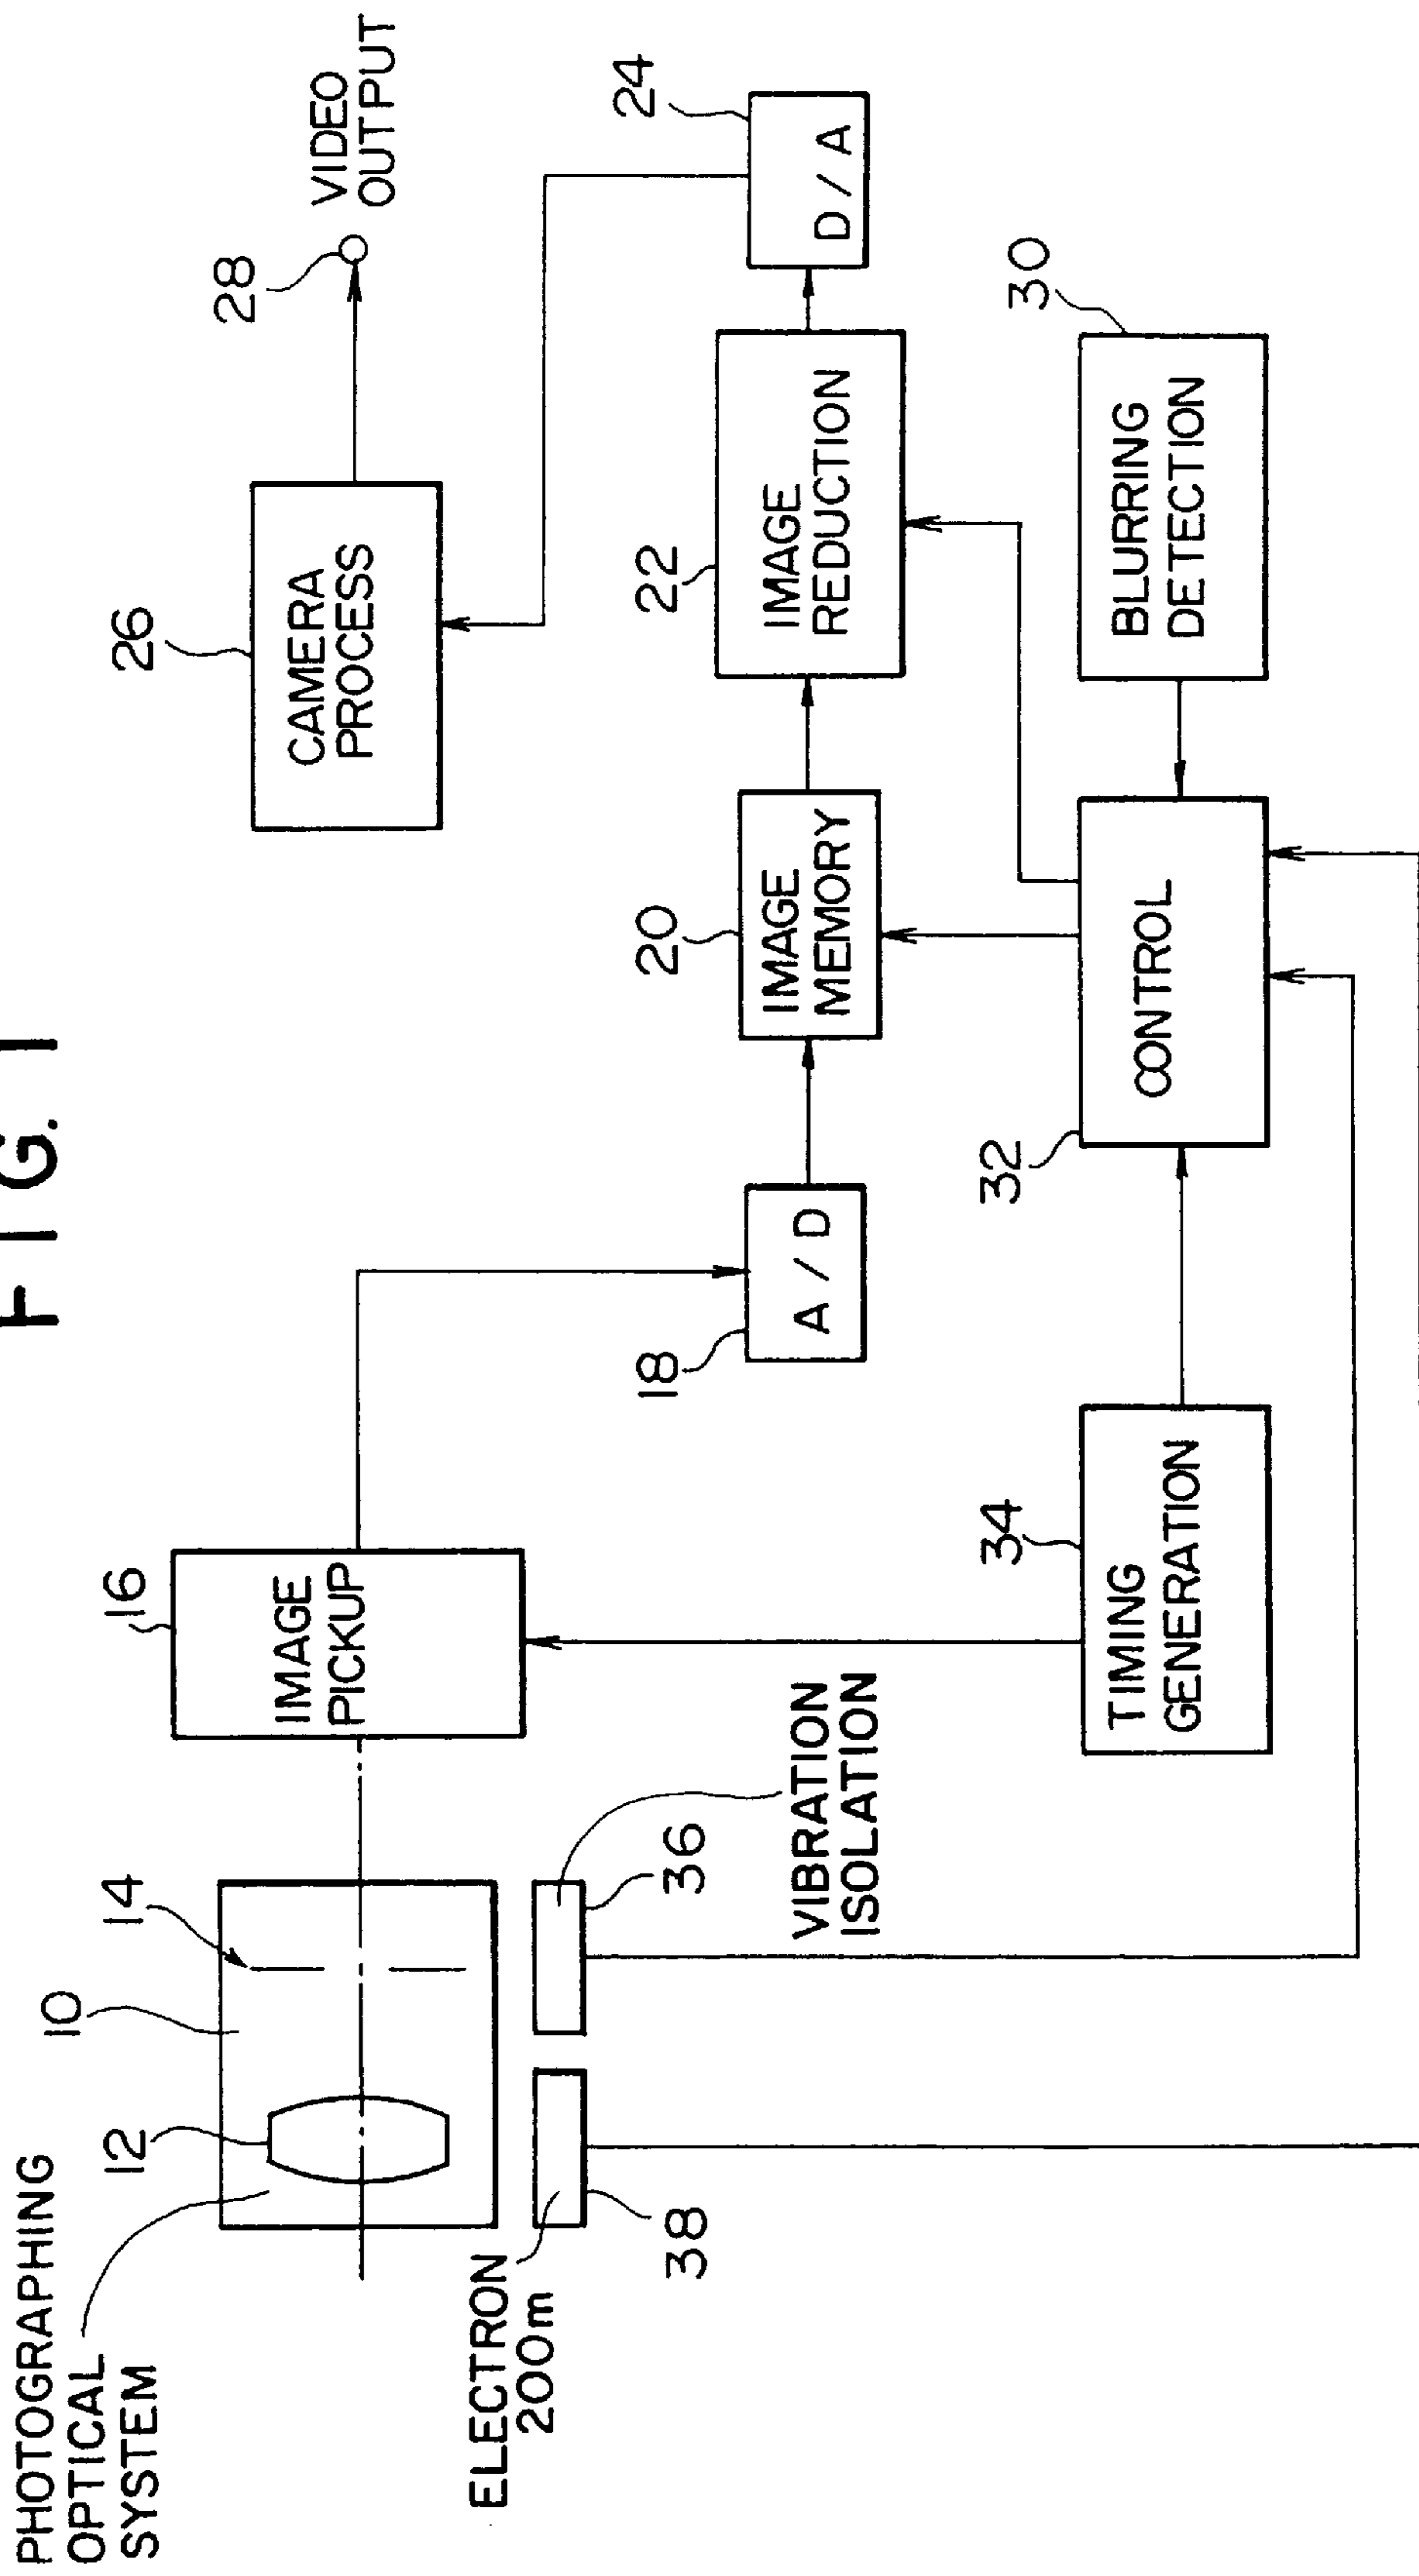 FIG. 1
PHOTOGRAPHING
OPTICAL
SYSTEM
10
12
14
16
IMAGE
PICKUP
26
CAMERA
PROCESS
28
VIDEO
OUTPUT
ELECTRON
200m
38
36
VIBRATION
ISOLATION
18
A / D
20
IMAGE
MEMORY
22
IMAGE
REDUCTION
24
D / A
34
TIMING
GENERATION
32
CONTROL
30
BLURRING
DETECTION